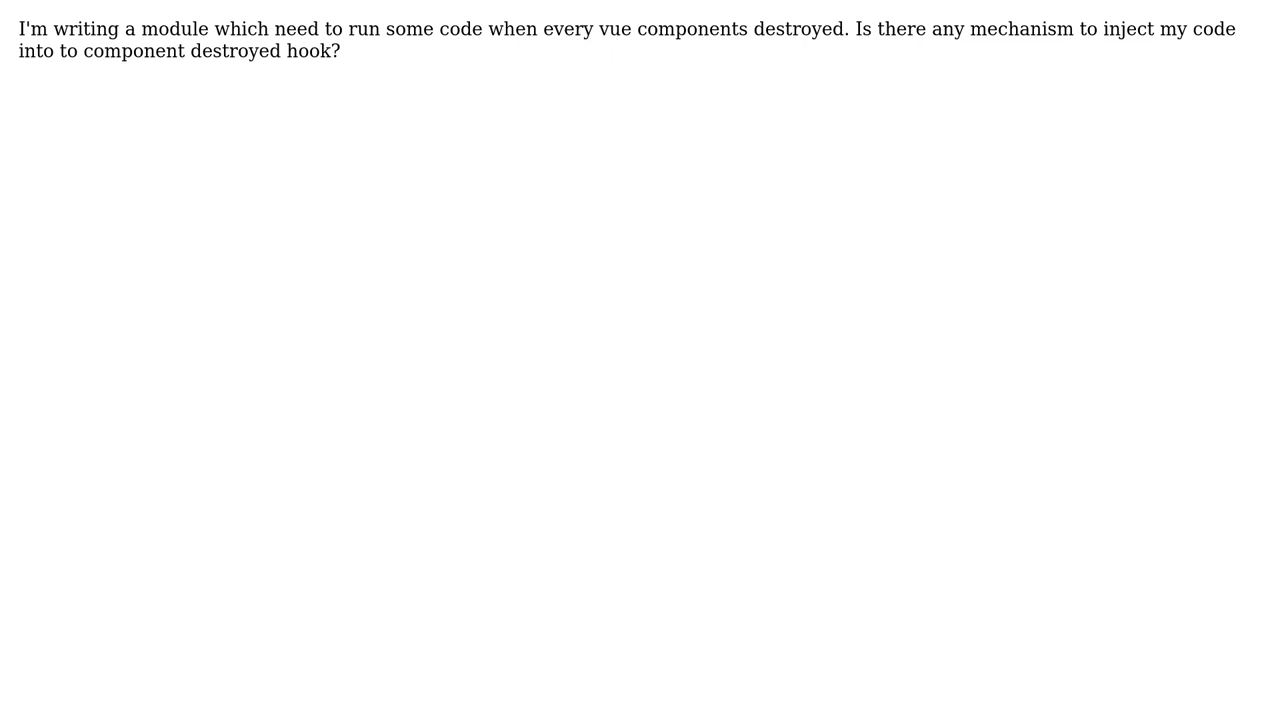 I'm writing a module which need to run some code when every vue components destroyed. Is there any mechanism to inject my code
into to component destroyed hook?